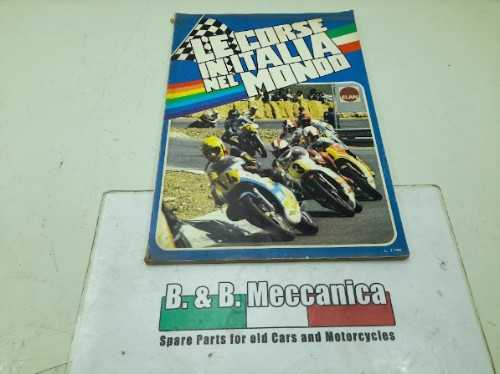 LE CORSE
IN ITALIA
NEL MONDO
B. & B. Meccanica
Spare Parts for old Cars and Motorcycles